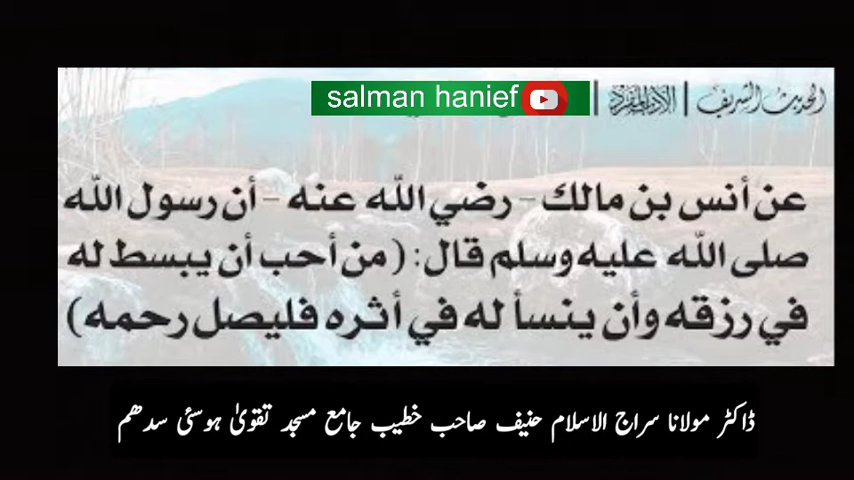 salman hanief
الحديث الشريف | الأدب المفرد |
عن أنس بن مالك - رضي الله عنه - أن رسول الله
صلى الله عليه وسلم قال: (من أحب أن يبسط له
في رزقه وأن ينسأ له في أثره فليصل رحمه)
ڈاکٹر مولانا سراج الاسلام حنیف صاحب خطیب جامع مسجد تقویٰ ہوسئی سدھم